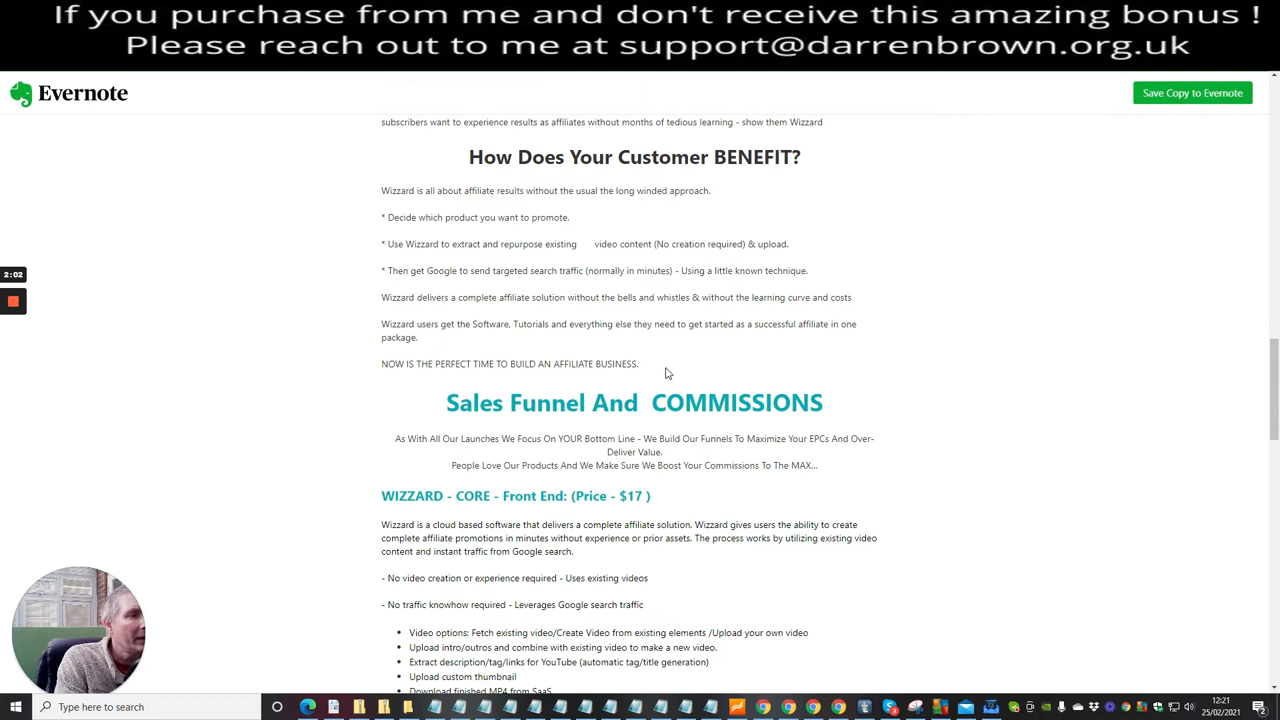 If you purchase from me and don't receive this amazing bonus !
Please reach out to me at support@darrenbrown.org.uk
Evernote
Save Copy to Evernote
subscribers want to experience results as affiliates without months of tedious learning - show them Wizzard
How Does Your Customer BENEFIT?
Wizzard is all about affiliate results without the usual the long winded approach.
* Decide which product you want to promote.
* Use Wizzard to extract and repurpose existing video content (No creation required) & upload.
* Then get Google to send targeted search traffic (normally in minutes) - Using a little known technique.
Wizzard delivers a complete affiliate solution without the bells and whistles & without the learning curve and costs
Wizzard users get the Software, Tutorials and everything else they need to get started as a successful affiliate in one
package.
NOW IS THE PERFECT TIME TO BUILD AN AFFILIATE BUSINESS.
Sales Funnel And COMMISSIONS
As With All Our Launches We Focus On YOUR Bottom Line - We Build Our Funnels To Maximize Your EPCs And Over-
Deliver Value.
People Love Our Products And We Make Sure We Boost Your Commissions To The MAX...
WIZZARD - CORE - Front End: (Price - $17 )
Wizzard is a cloud based software that delivers a complete affiliate solution. Wizzard gives users the ability to create
complete affiliate promotions in minutes without experience or prior assets. The process works by utilizing existing video
content and instant traffic from Google search.
- No video creation or experience required - Uses existing videos
- No traffic knowhow required - Leverages Google search traffic
• Video options: Fetch existing video/Create Video from existing elements /Upload your own video
• Upload intro/outros and combine with existing video to make a new video.
• Extract description/tag/links for YouTube (automatic tag/title generation)
• Upload custom thumbnail
• Download finished MP4 from SaaS
2:02
Type here to search
12:21
25/02/2021